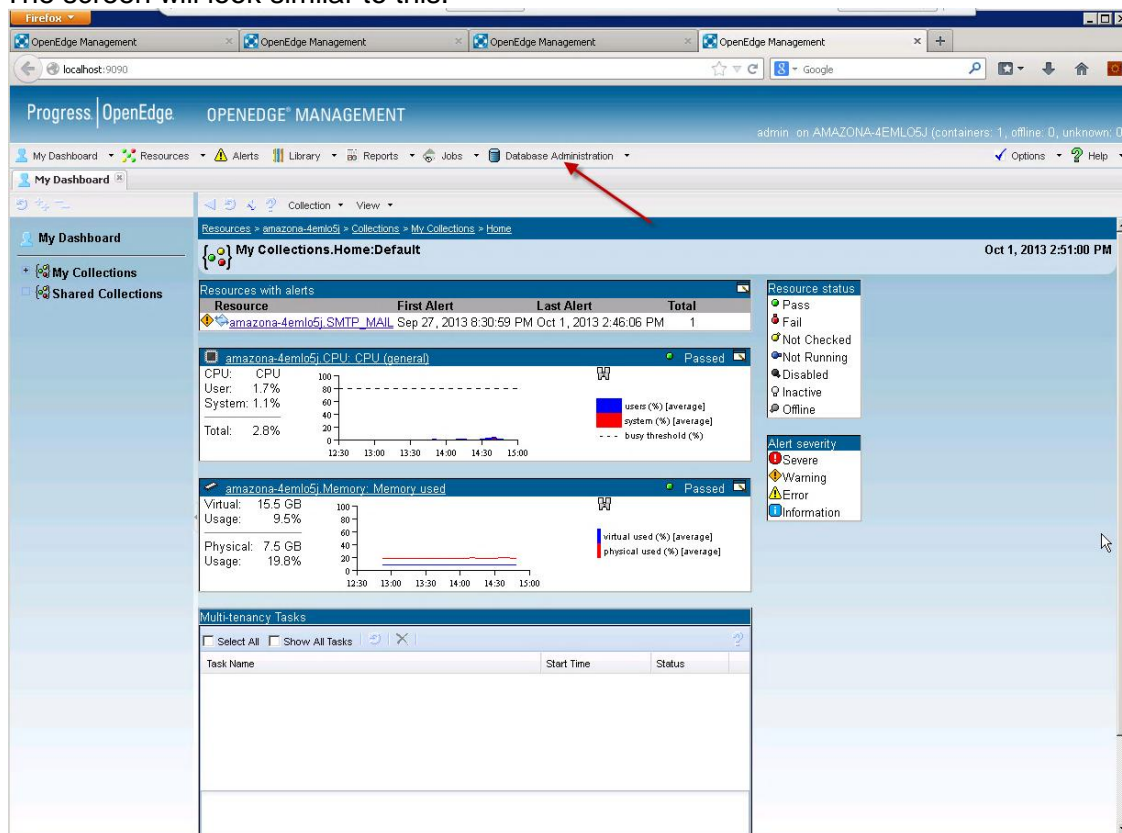 The screen will look similar to this:
Firefox
OpenEdge Management OpenEdge Management OpenEdge Management OpenEdge Management
localhost:9090 Google
Progress OpenEdge OPENEDGE® MANAGEMENT
admin on AMAZONA-4EMLO5J (containers: 1, offline: 0, unknown: 0
My Dashboard Resources Alerts Library Reports Jobs Database Administration Options Help
My Dashboard
Collection View
Resources > amazona-4emlo5j > Collections > My Collections > Home
My Collections.Home:Default Oct 1, 2013 2:51:00 PM
My Dashboard
My Collections
Shared Collections
Resources with alerts
Resource First Alert Last Alert Total
amazona-4emlo5j.SMTP_MAIL Sep 27, 2013 8:30:59 PM Oct 1, 2013 2:46:06 PM 1
amazona-4emlo5j.CPU: CPU (general) Passed
CPU: CPU
User: 1.7%
System: 1.1%
Total: 2.8%
100
80
60
40
20
0
12:30 13:00 13:30 14:00 14:30 15:00
users (%) [average]
system (%) [average]
busy threshold (%)
amazona-4emlo5j.Memory: Memory used Passed
Virtual: 15.5 GB
Usage: 9.5%
Physical: 7.5 GB
Usage: 19.8%
100
80
60
40
20
0
12:30 13:00 13:30 14:00 14:30 15:00
virtual used (%) [average]
physical used (%) [average]
Multi-tenancy Tasks
Select All Show All Tasks
Task Name Start Time Status
Resource status
Pass
Fail
Not Checked
Not Running
Disabled
Inactive
Offline
Alert severity
Severe
Warning
Error
Information